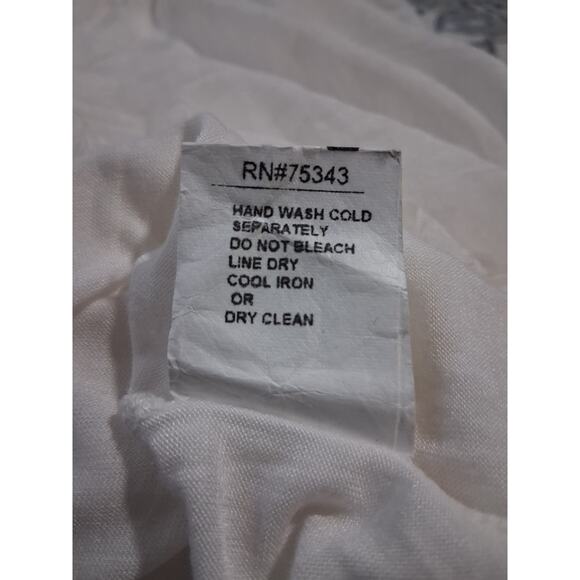 RN#75343
HAND WASH COLD
SEPARATELY
DO NOT BLEACH
LINE DRY
COOL IRON
OR
DRY CLEAN